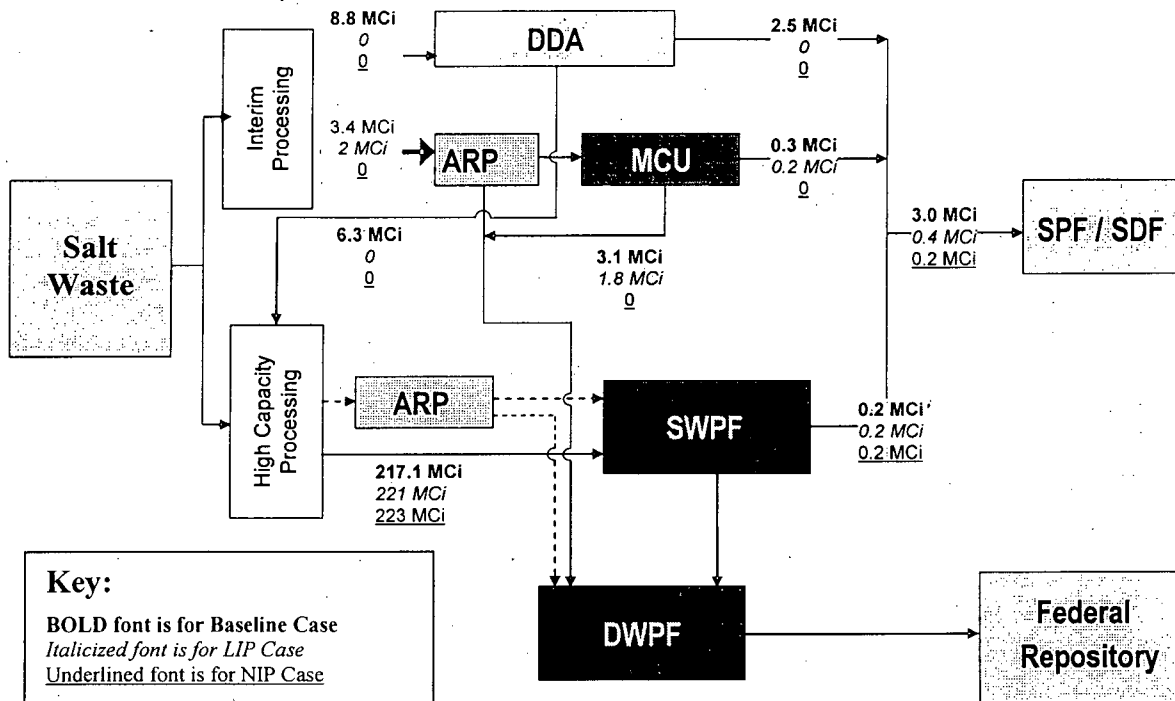 8.8 MCi
0
0
DDA
2.5 MCi
0
0
Interim
Processing
3.4 MCi
2 MCi
0
ARP
MCU
0.3 MCi
0.2 MCi
0
Salt
Waste
6.3 MCi
0
0
3.1 MCi
1.8 MCi
0
3.0 MCi
0.4 MCi
0.2 MCi
SPF / SDF
High Capacity
Processing
ARP
SWPF
0.2 MCi
0.2 MCi
0.2 MCi
217.1 MCi
221 MCi
223 MCi
Key:
BOLD font is for Baseline Case
Italicized font is for LIP Case
Underlined font is for NIP Case
DWPF
Federal
Repository